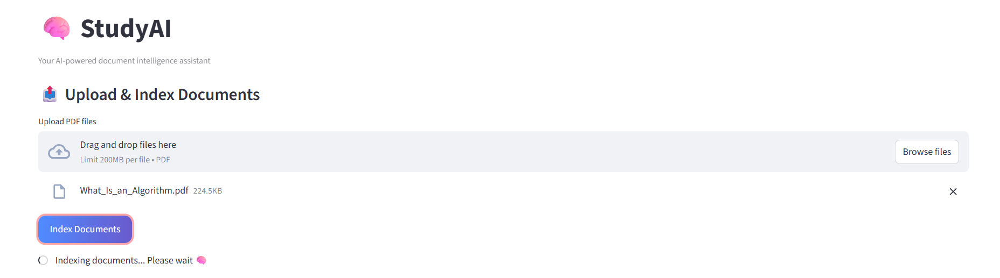 StudyAI
Your AI-powered document intelligence assistant
Upload & Index Documents
Upload PDF files
Drag and drop files here
Limit 200MB per file • PDF
Browse files
What_Is_an_Algorithm.pdf 224.5KB
Index Documents
Indexing documents... Please wait